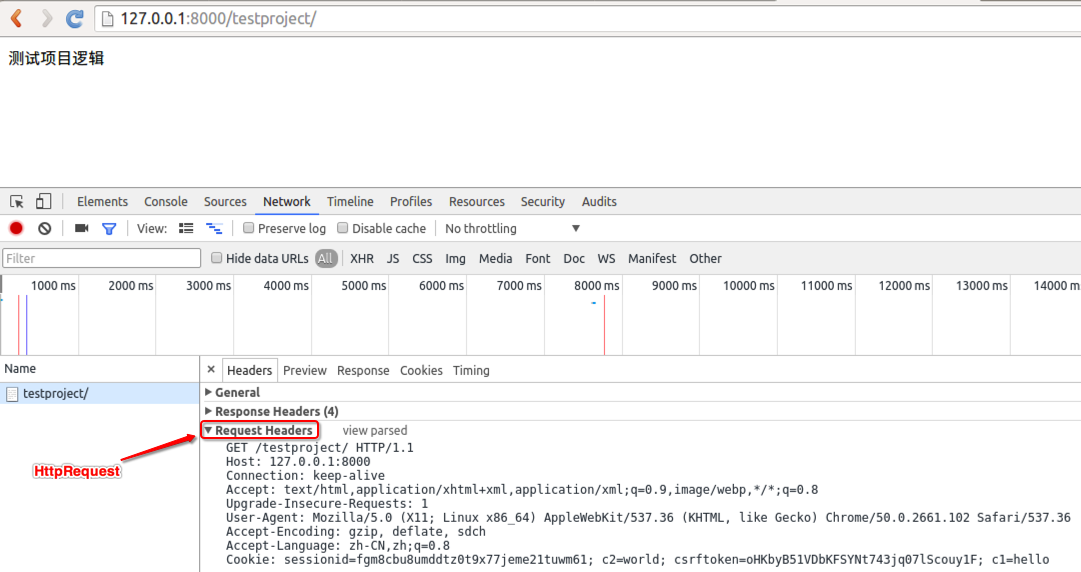 127.0.0.1:8000/testproject/
测试项目逻辑
Elements Console Sources Network Timeline Profiles Resources Security Audits
View: Preserve log Disable cache No throttling
Filter Hide data URLs All XHR JS CSS Img Media Font Doc WS Manifest Other
1000 ms 2000 ms 3000 ms 4000 ms 5000 ms 6000 ms 7000 ms 8000 ms 9000 ms 10000 ms 11000 ms 12000 ms 13000 ms 14000 m
Name × Headers Preview Response Cookies Timing
testproject/ General
Response Headers (4)
Request Headers view parsed
GET /testproject/ HTTP/1.1
Host: 127.0.0.1:8000
HttpRequest
Connection: keep-alive
Accept: text/html,application/xhtml+xml,application/xml;q=0.9,image/webp,*/*;q=0.8
Upgrade-Insecure-Requests: 1
User-Agent: Mozilla/5.0 (X11; Linux x86_64) AppleWebKit/537.36 (KHTML, like Gecko) Chrome/50.0.2661.102 Safari/537.36
Accept-Encoding: gzip, deflate, sdch
Accept-Language: zh-CN,zh;q=0.8
Cookie: sessionid=fgm8cbu8umddtz0t9x77jeme21tuwm61; c2=world; csrftoken=oHKbyB51VDbKFSYNt743jq07lScouy1F; c1=hello